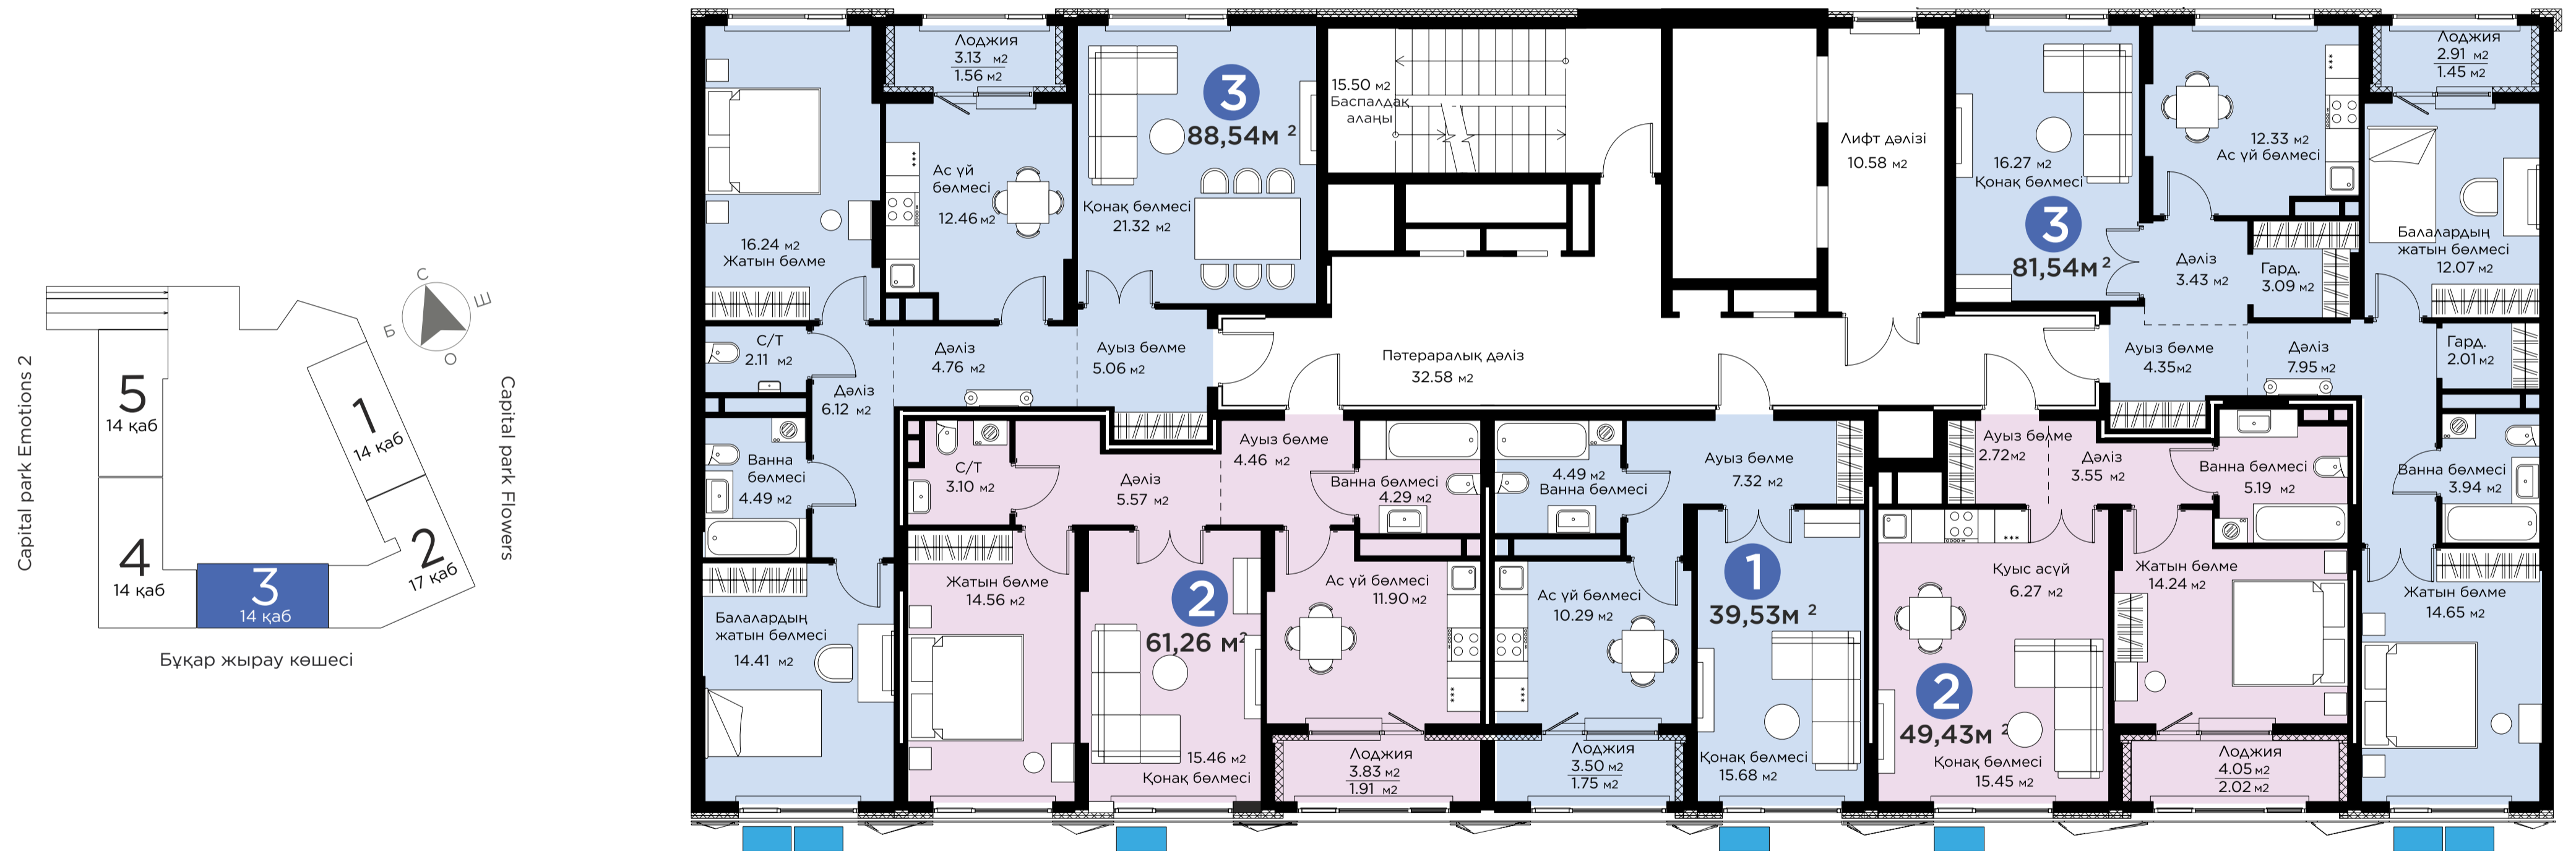 Capital park Emotions 2
5
14 қаб
4
14 қаб
3
14 қаб
1
14 қаб
2
17 қаб
С
Ш
Б
О
Capital park Flowers
Бұқар жырау көшесі
16.24 м2
Жатын бөлме
Лоджия
3.13 м2
1.56 м2
Ас үй
бөлмесі
12.46 м2
3
88,54м 2
Қонақ бөлмесі
21.32 м2
15.50 м2
Баспалдақ
алаңы
Лифт дәлізі
10.58 м2
16.27 м2
Қонақ бөлмесі
3
81,54м 2
12.33 м2
Ас үй бөлмесі
Лоджия
2.91 м2
1.45 м2
Балалардың
жатын бөлмесі
12.07 м2
Дәліз
3.43 м2
Гард.
3.09 м2
С/Т
2.11 м2
Дәліз
6.12 м2
Дәліз
4.76 м2
Ауыз бөлме
5.06 м2
Пәтераралық дәліз
32.58 м2
Ауыз бөлме
4.35м2
Дәліз
7.95 м2
Гард.
2.01 м2
Ванна
бөлмесі
4.49 м2
С/Т
3.10 м2
Дәліз
5.57 м2
Ауыз бөлме
4.46 м2
Ванна бөлмесі
4.29 м2
4.49 м2
Ванна бөлмесі
Ауыз бөлме
7.32 м2
Ауыз бөлме
2.72м2
Дәліз
3.55 м2
Ванна бөлмесі
5.19 м2
Ванна бөлмесі
3.94 м2
Балалардың
жатын бөлмесі
14.41 м2
Жатын бөлме
14.56 м2
2
61,26 м2
15.46 м2
Қонақ бөлмесі
Ас үй бөлмесі
11.90 м2
Лоджия
3.83 м2
1.91 м2
Ас үй бөлмесі
10.29 м2
Лоджия
3.50 м2
1.75 м2
1
39,53м 2
Қонақ бөлмесі
15.68 м2
Қуыс асүй
6.27 м2
2
49,43м 2
Қонақ бөлмесі
15.45 м2
Жатын бөлме
14.24 м2
Лоджия
4.05 м2
2.02 м2
Жатын бөлме
14.65 м2